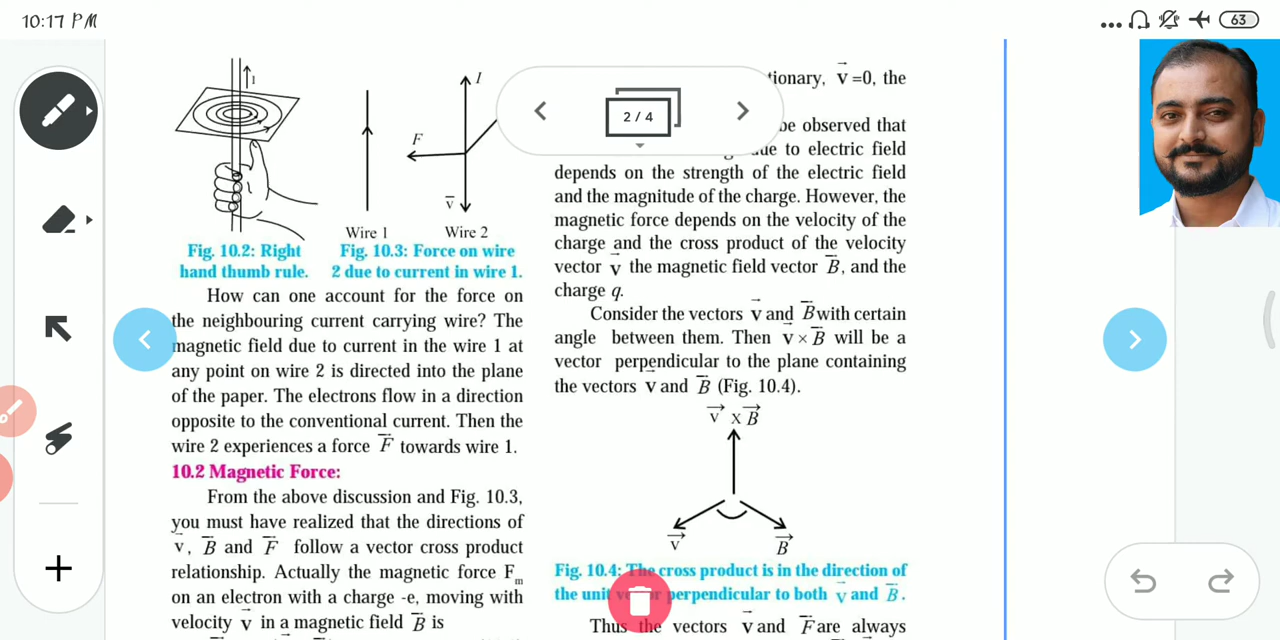 10:17 PM
63
2 / 4
I
I
F
v̄
Wire 1 Wire 2
Fig. 10.2: Right
hand thumb rule.
Fig. 10.3: Force on wire
2 due to current in wire 1.
How can one account for the force on
the neighbouring current carrying wire? The
magnetic field due to current in the wire 1 at
any point on wire 2 is directed into the plane
of the paper. The electrons flow in a direction
opposite to the conventional current. Then the
wire 2 experiences a force F̄ towards wire 1.
10.2 Magnetic Force:
From the above discussion and Fig. 10.3,
you must have realized that the directions of
v̄, B̄ and F̄ follow a vector cross product
relationship. Actually the magnetic force Fm
on an electron with a charge -e, moving with
velocity v⃗ in a magnetic field B̄ is
v⃗ =0, the
be observed that
to electric field
depends on the strength of the electric field
and the magnitude of the charge. However, the
magnetic force depends on the velocity of the
charge and the cross product of the velocity
vector v⃗ the magnetic field vector B̄, and the
charge q.
Consider the vectors v⃗ and B̄ with certain
angle between them. Then v⃗ × B̄ will be a
vector perpendicular to the plane containing
the vectors v⃗ and B̄ (Fig. 10.4).
v⃗ x B⃗
v⃗
B⃗
Fig. 10.4: The cross product is in the direction of
the unit perpendicular to both v⃗ and B̄.
Thus the vectors v⃗ and F̄ are always